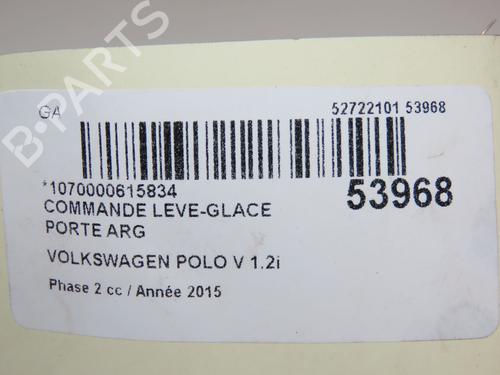 GA
52722101 53968
*1070000615834
53968
COMMANDE LEVE-GLACE
PORTE ARG
VOLKSWAGEN POLO V 1.2i
Phase 2 cc / Année 2015
B-PARTS